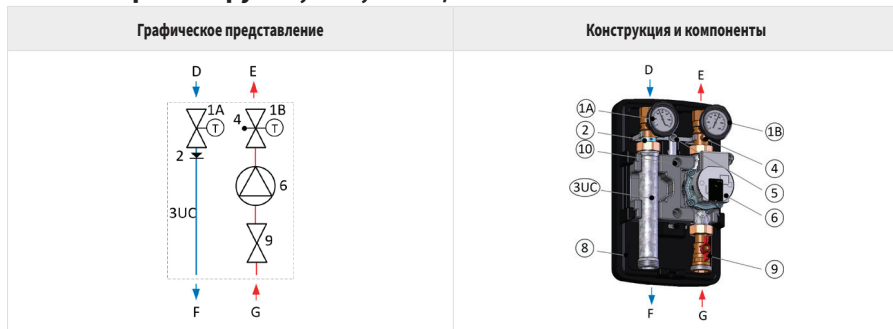 Графическое представление
Конструкция и компоненты
D E
1A 1B
4
T T
2
6
3UC
9
F G
D E
1A
1B
2
4
10
5
3UC
6
8
9
F G